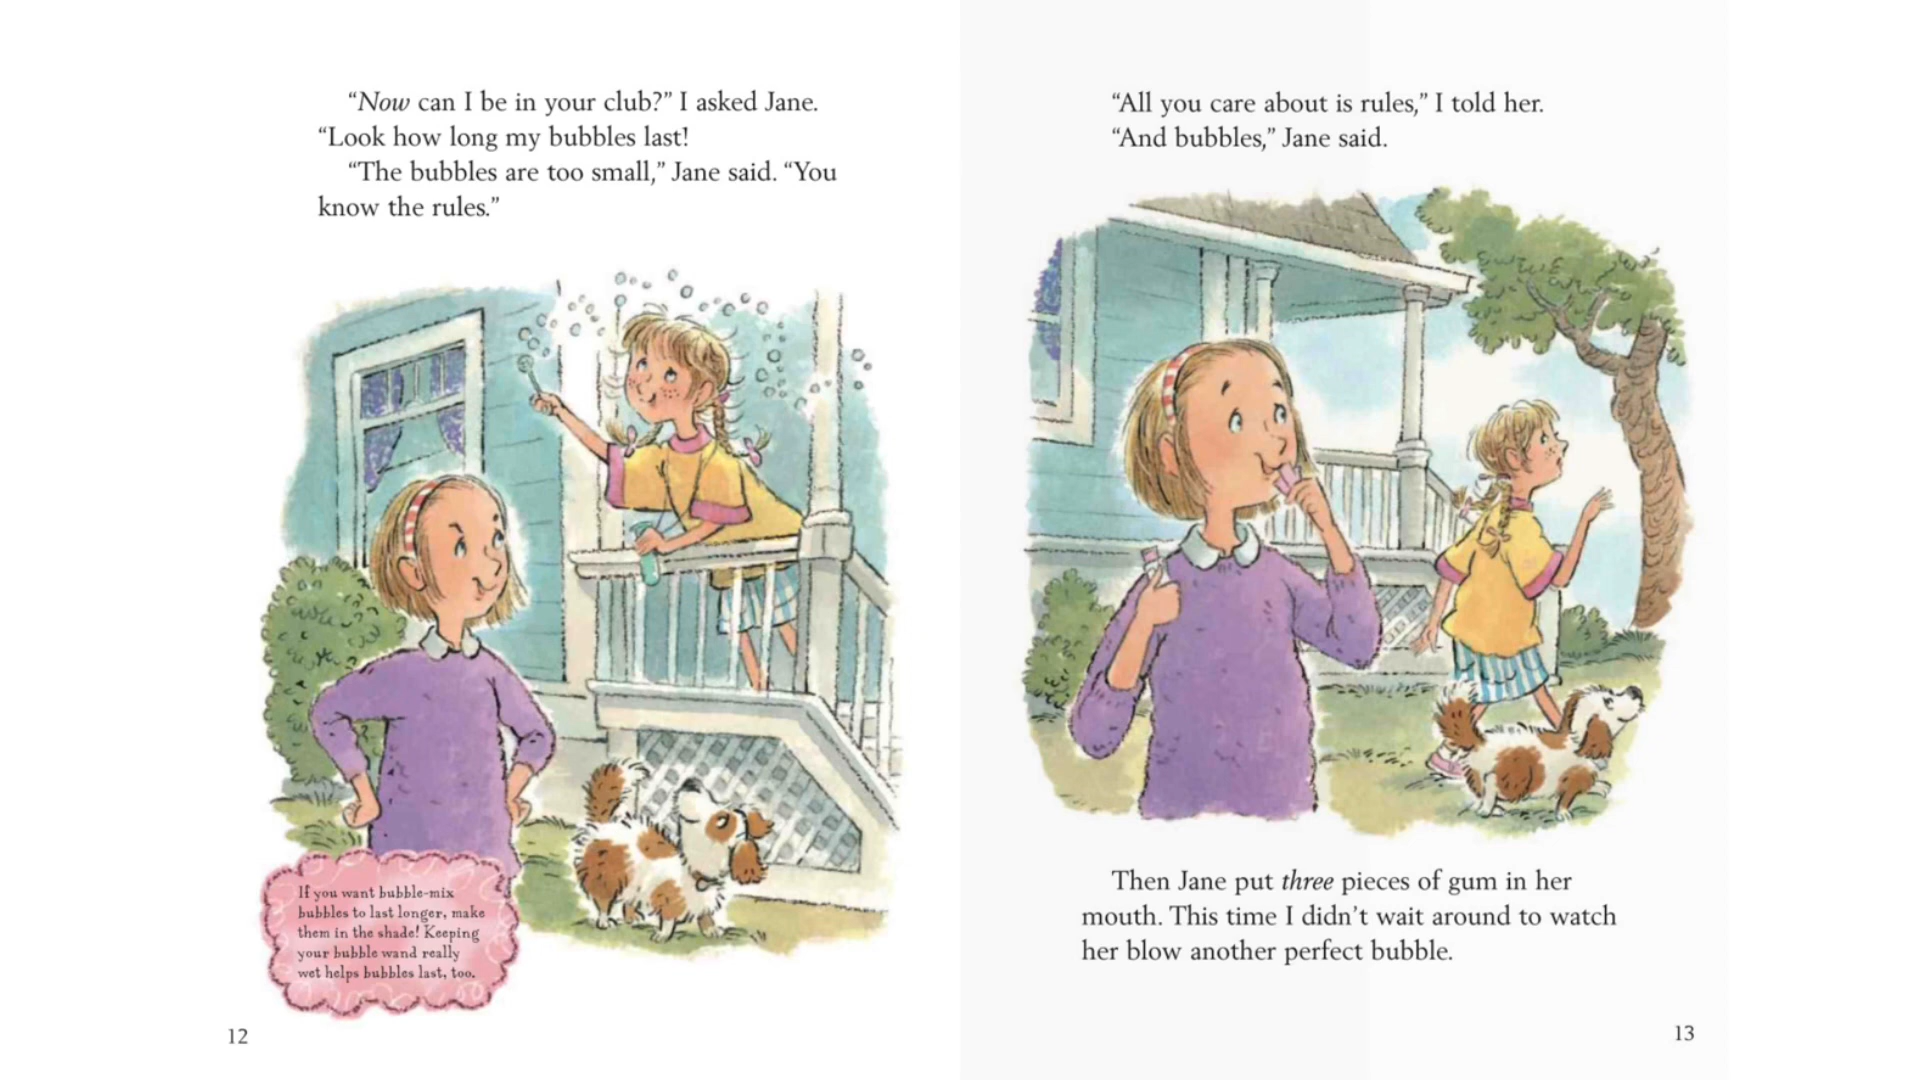 “Now can I be in your club?” I asked Jane.
“Look how long my bubbles last!
“The bubbles are too small,” Jane said. “You
know the rules.”
If you want bubble-mix
bubbles to last longer, make
them in the shade! Keeping
your bubble wand really
wet helps bubbles last, too.
12
“All you care about is rules,” I told her.
“And bubbles,” Jane said.
Then Jane put three pieces of gum in her
mouth. This time I didn’t wait around to watch
her blow another perfect bubble.
13